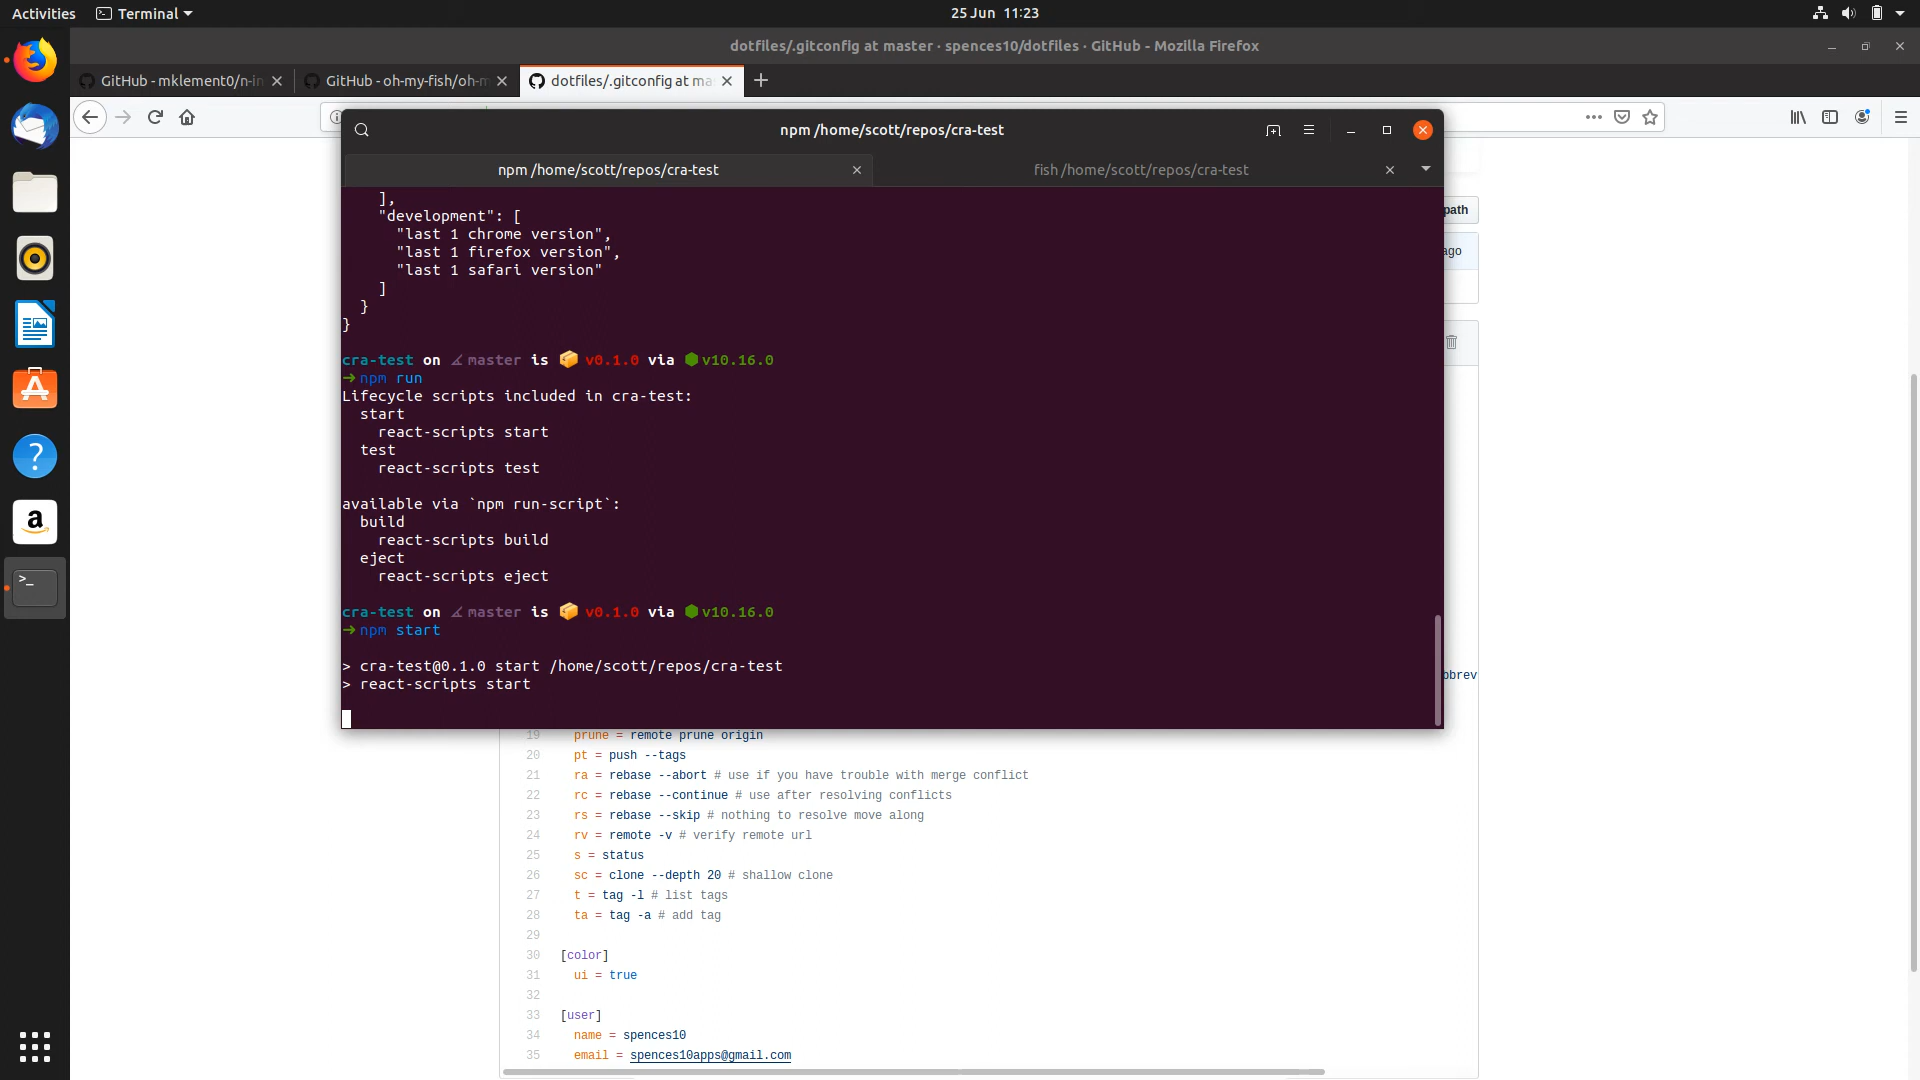 Activities
Terminal
25 Jun 11:23
dotfiles/.gitconfig at master · spences10/dotfiles · GitHub - Mozilla Firefox
GitHub - mklement0/n-in
GitHub - oh-my-fish/oh-m
dotfiles/.gitconfig at ma
npm /home/scott/repos/cra-test
npm /home/scott/repos/cra-test
fish /home/scott/repos/cra-test
],
"development": [
"last 1 chrome version",
"last 1 firefox version",
"last 1 safari version"
]
}
}
cra-test on master is v0.1.0 via v10.16.0
➜ npm run
Lifecycle scripts included in cra-test:
start
react-scripts start
test
react-scripts test
available via `npm run-script`:
build
react-scripts build
eject
react-scripts eject
cra-test on master is v0.1.0 via v10.16.0
➜ npm start
> cra-test@0.1.0 start /home/scott/repos/cra-test
> react-scripts start
path
ago
bbrev
19 prune = remote prune origin
20 pt = push --tags
21 ra = rebase --abort # use if you have trouble with merge conflict
22 rc = rebase --continue # use after resolving conflicts
23 rs = rebase --skip # nothing to resolve move along
24 rv = remote -v # verify remote url
25 s = status
26 sc = clone --depth 20 # shallow clone
27 t = tag -l # list tags
28 ta = tag -a # add tag
29
30 [color]
31 ui = true
32
33 [user]
34 name = spences10
35 email = spences10apps@gmail.com